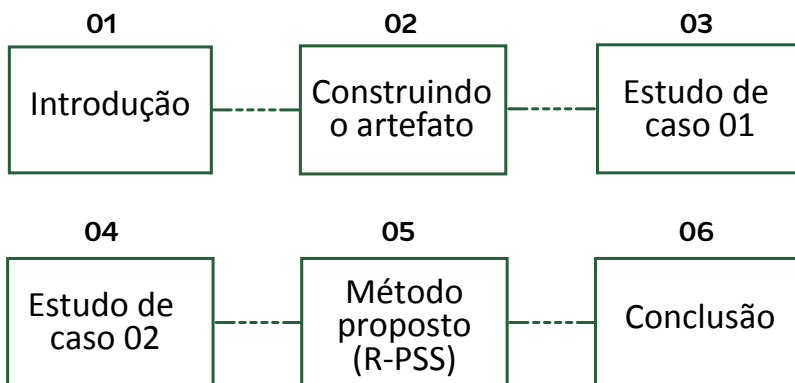 01
Introdução
02
Construindo
o artefato
03
Estudo de
caso 01
04
Estudo de
caso 02
05
Método
proposto
(R-PSS)
06
Conclusão